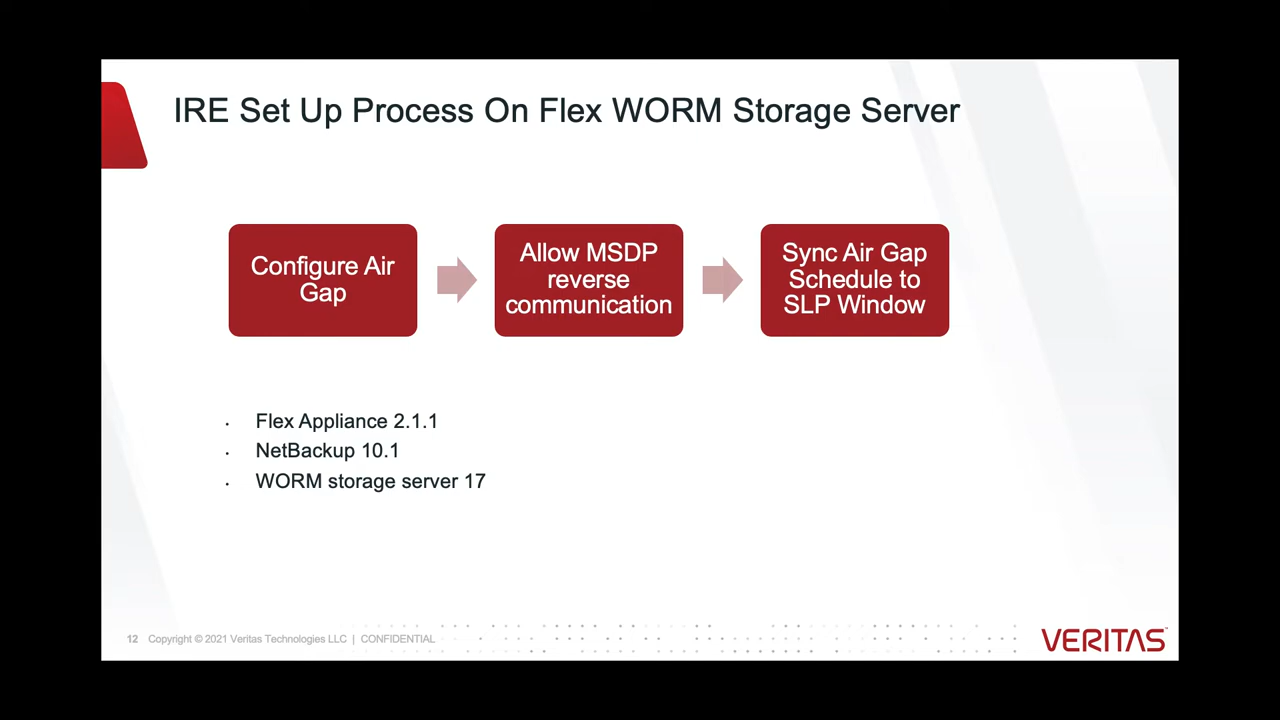 IRE Set Up Process On Flex WORM Storage Server
Configure Air
Gap
Allow MSDP
reverse
communication
Sync Air Gap
Schedule to
SLP Window
· Flex Appliance 2.1.1
· NetBackup 10.1
· WORM storage server 17
12 Copyright © 2021 Veritas Technologies LLC | CONFIDENTIAL
VERITAS™